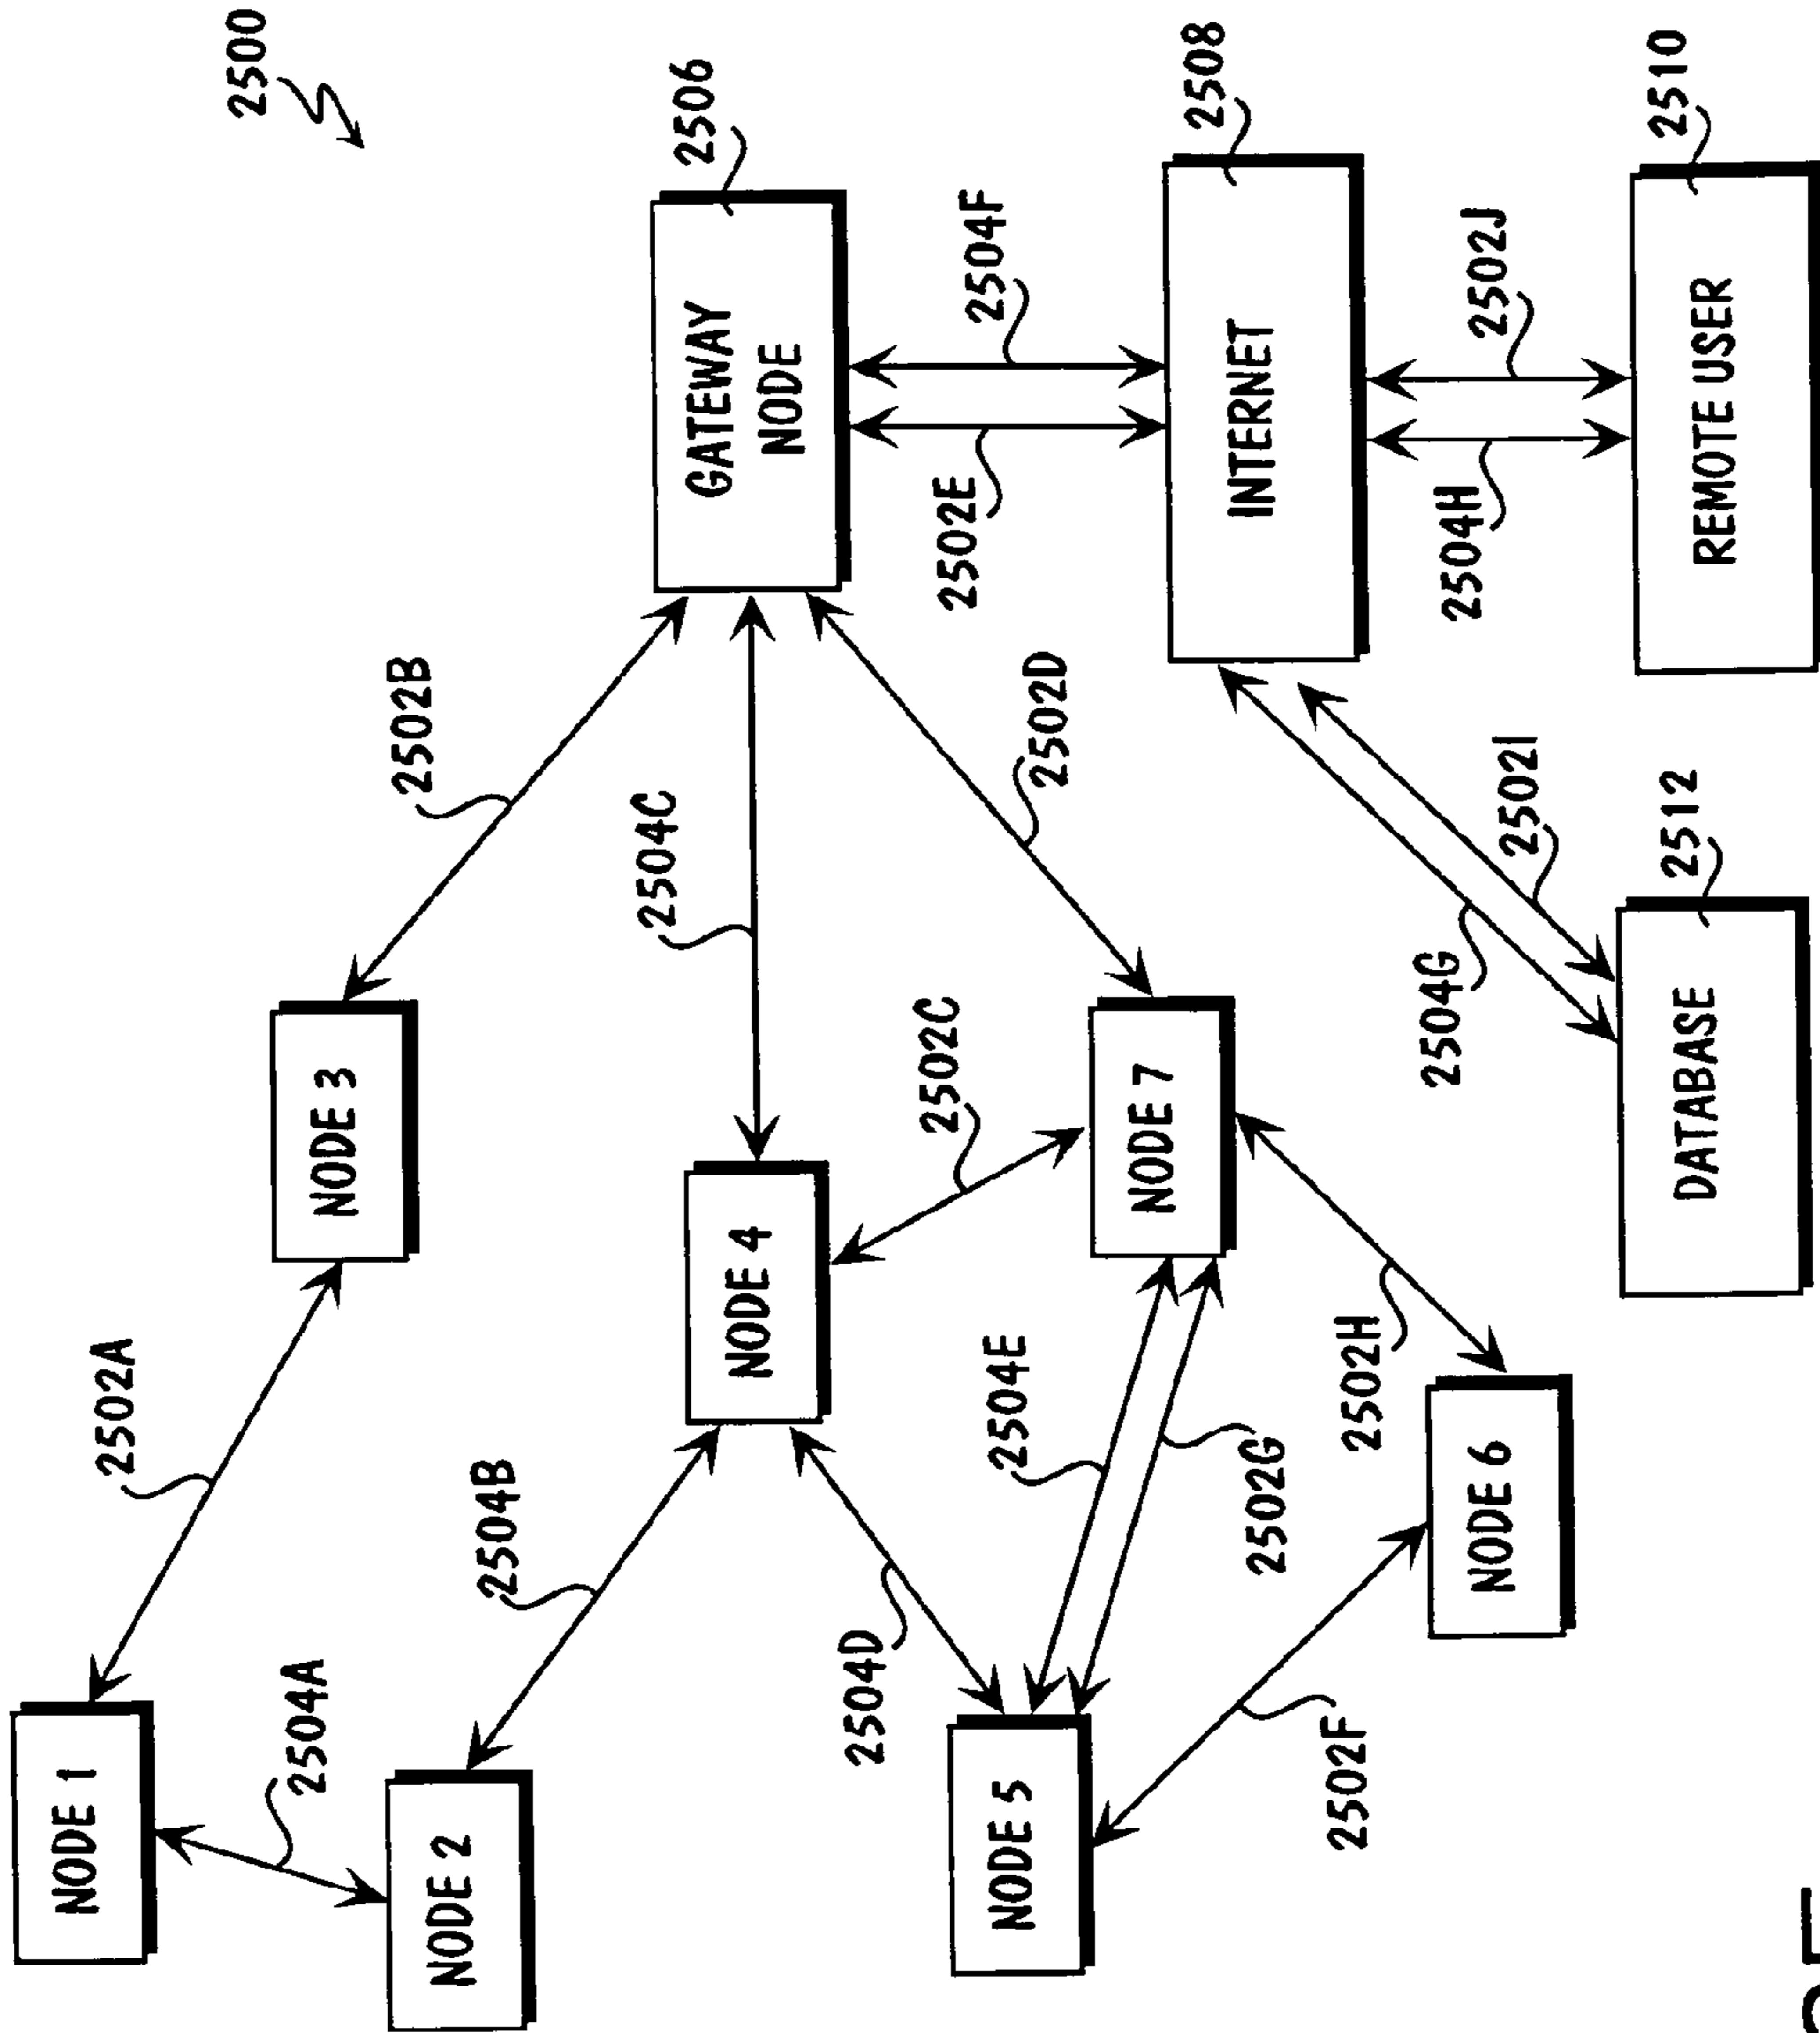 2500
NODE 1
2502A
NODE 3
2502B
GATEWAY
NODE
2506
2504A
NODE 2
2504B
NODE 4
2504C
2504D
2502C
2502D
2502E
2504F
NODE 5
2504E
2502G
NODE 7
INTERNET
2508
2502F
NODE 6
2502H
2504G
2502I
2504H
2502J
DATABASE
2512
REMOTE USER
2510